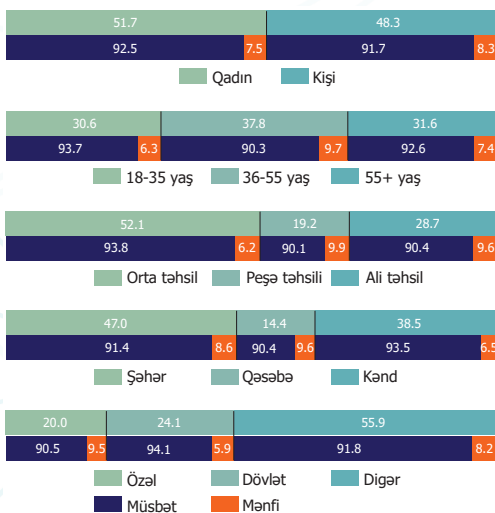 51.7 48.3
92.5 7.5 91.7 8.3
Qadın Kişi
30.6 37.8 31.6
93.7 6.3 90.3 9.7 92.6 7.4
18-35 yaş 36-55 yaş 55+ yaş
52.1 19.2 28.7
93.8 6.2 90.1 9.9 90.4 9.6
Orta təhsil Peşə təhsili Ali təhsil
47.0 14.4 38.5
91.4 8.6 90.4 9.6 93.5 6.5
Şəhər Qəsəbə Kənd
20.0 24.1 55.9
90.5 9.5 94.1 5.9 91.8 8.2
Özəl Dövlət Digər
Müsbət Mənfi